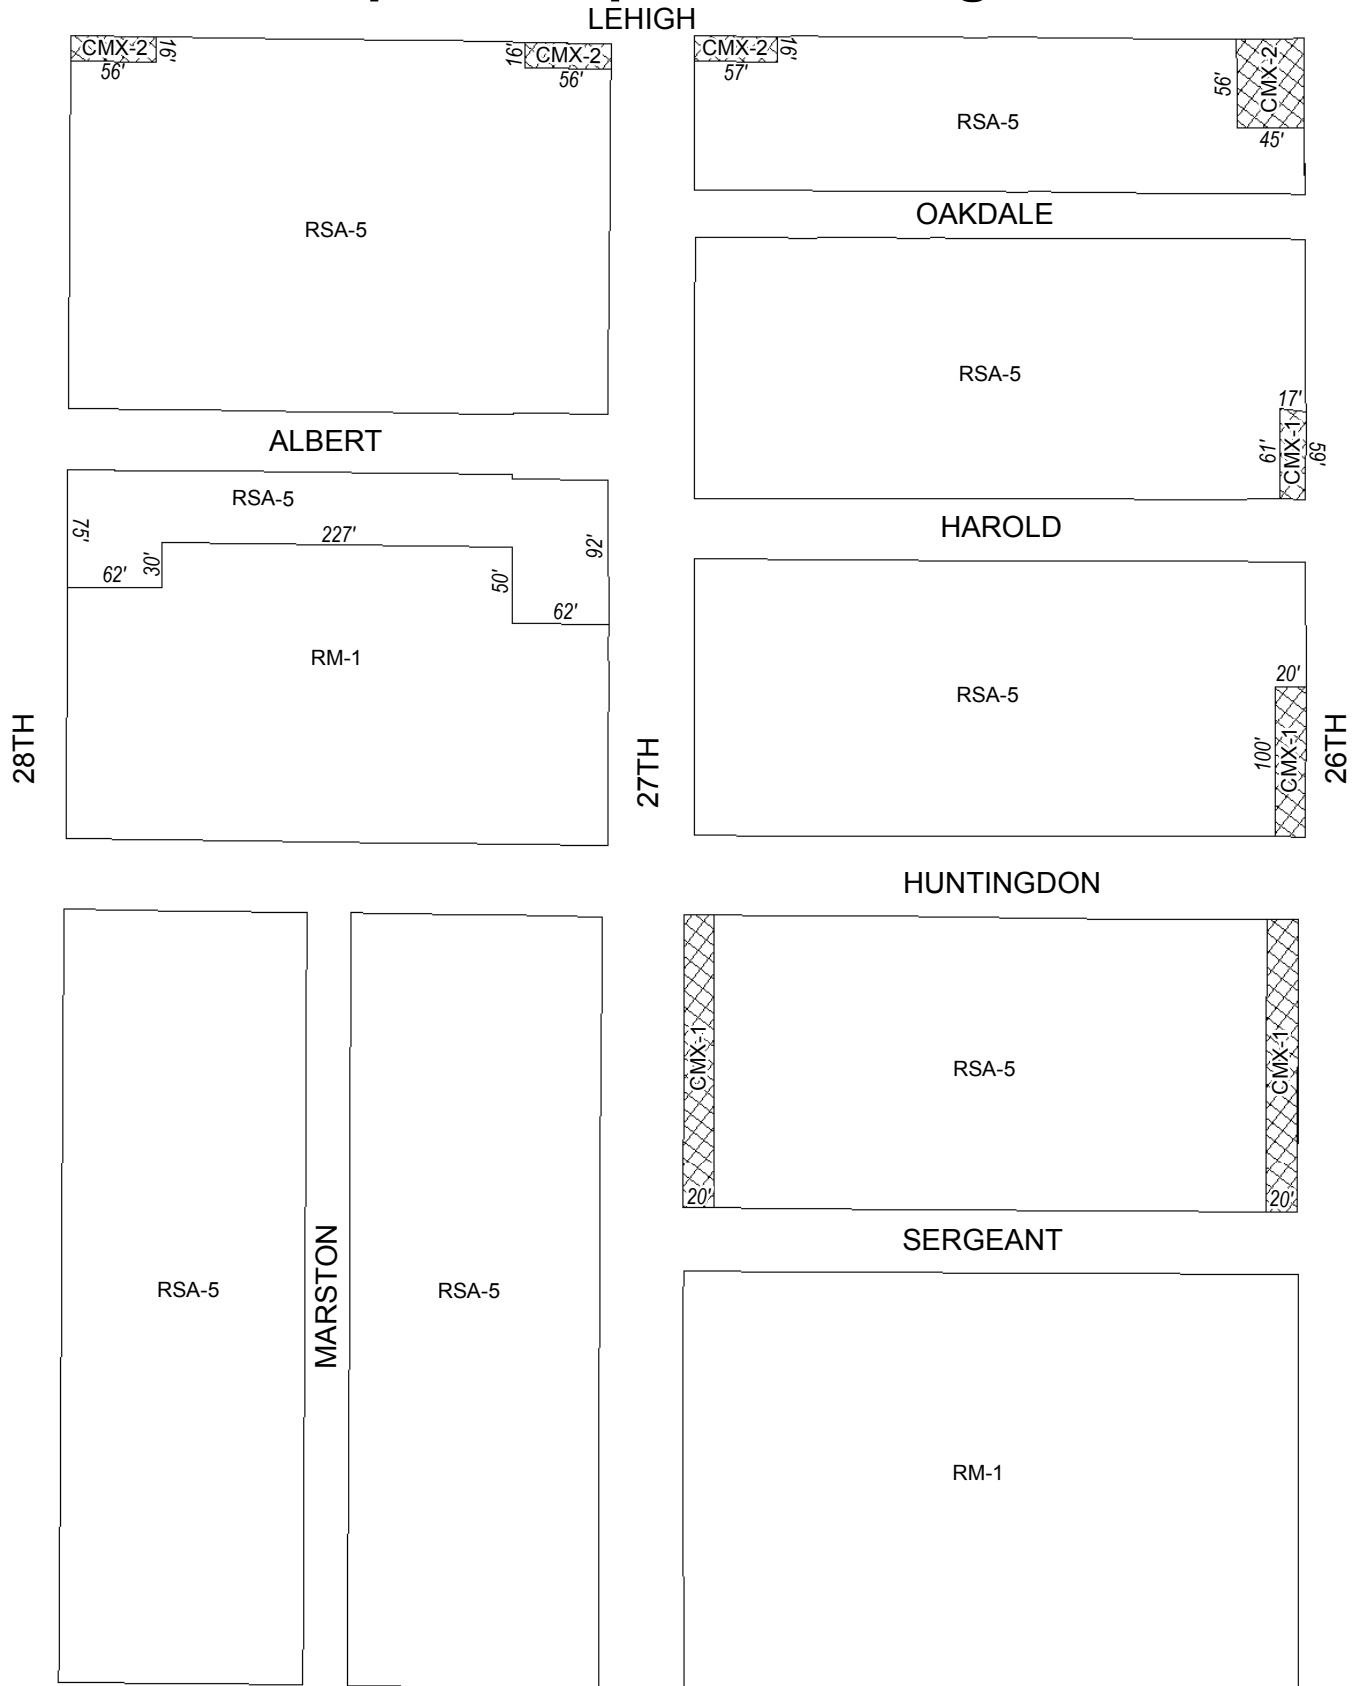 LEHIGH
CMX-2
16'
56'
16'
CMX-2
56'
CMX-2
16'
57'
56'
CMX-2
45'
RSA-5
RSA-5
OAKDALE
RSA-5
17'
61'
CMX-1
59'
ALBERT
HAROLD
RSA-5
75'
62'
30'
227'
50'
92'
62'
RM-1
RSA-5
20'
100'
CMX-1
28TH
27TH
26TH
HUNTINGDON
CMX-1
20'
RSA-5
CMX-1
20'
SERGEANT
RSA-5
MARSTON
RSA-5
RM-1